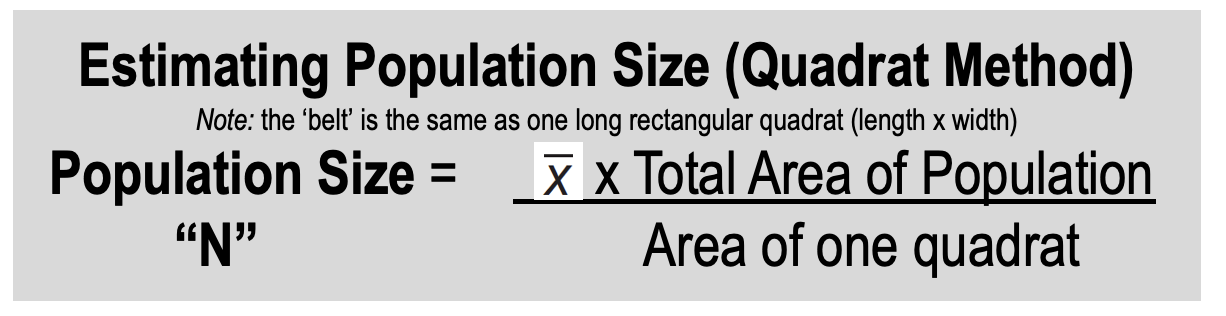 Estimating Population Size (Quadrat Method)
Note: the ‘belt’ is the same as one long rectangular quadrat (length x width)
Population Size = x̅ x Total Area of Population
“N” Area of one quadrat